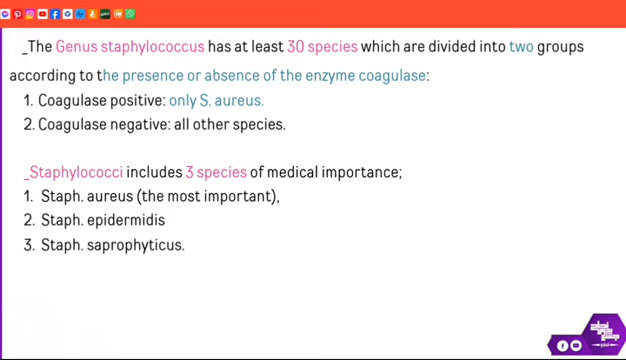 _The Genus staphylococcus has at least 30 species which are divided into two groups
according to the presence or absence of the enzyme coagulase:
1. Coagulase positive: only S. aureus.
2. Coagulase negative: all other species.
_Staphylococci includes 3 species of medical importance;
1. Staph. aureus (the most important),
2. Staph. epidermidis
3. Staph. saprophyticus.